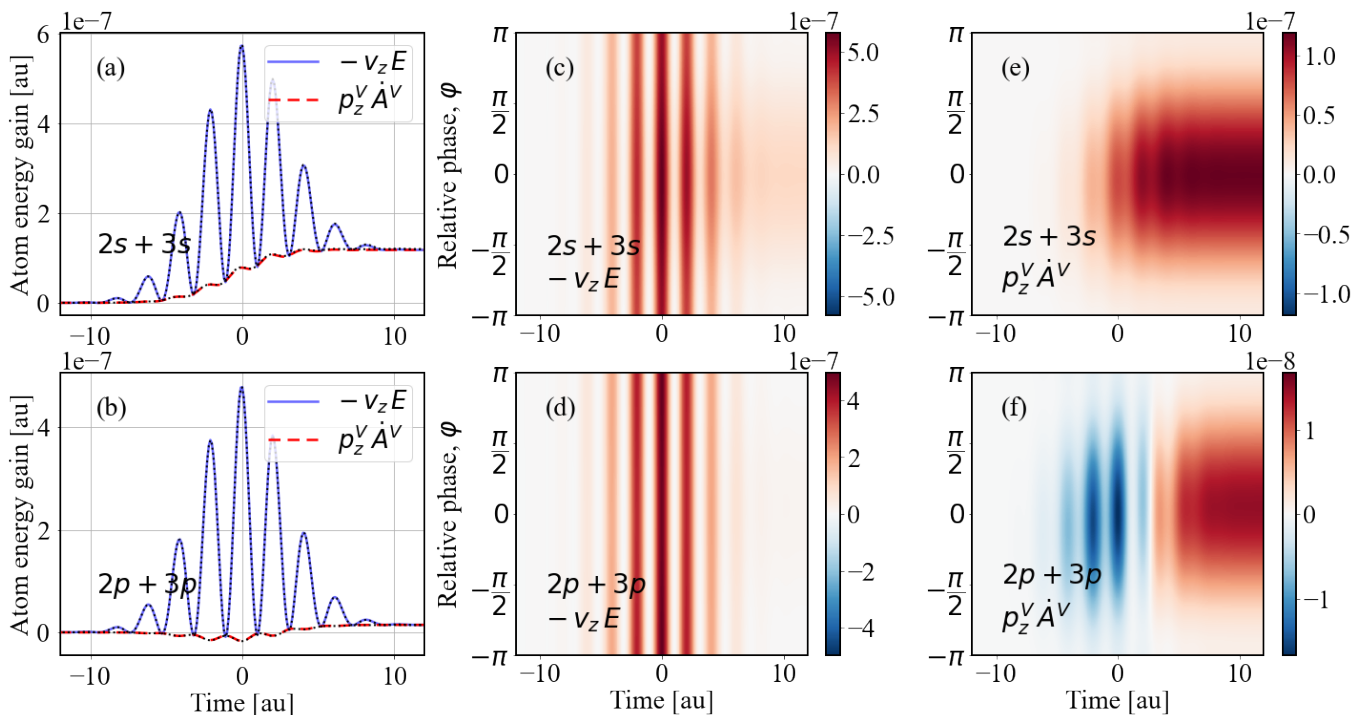 1e−7
6
(a)
− v_z E
p_z^V Ȧ^V
4
2
0
2s + 3s
−10
0
10
Atom energy gain [au]
1e−7
(c)
π
π/2
0
−π/2
−π
Relative phase, φ
2s + 3s
− v_z E
−10
0
10
5.0
2.5
0.0
−2.5
−5.0
1e−7
(e)
π
π/2
0
−π/2
−π
2s + 3s
p_z^V Ȧ^V
−10
0
10
1.0
0.5
0.0
−0.5
−1.0
1e−7
(b)
− v_z E
p_z^V Ȧ^V
4
2
0
2p + 3p
−10
0
10
Atom energy gain [au]
Time [au]
1e−7
(d)
π
π/2
0
−π/2
−π
Relative phase, φ
2p + 3p
− v_z E
−10
0
10
Time [au]
4
2
0
−2
−4
1e−8
(f)
π
π/2
0
−π/2
−π
2p + 3p
p_z^V Ȧ^V
−10
0
10
Time [au]
1
0
−1